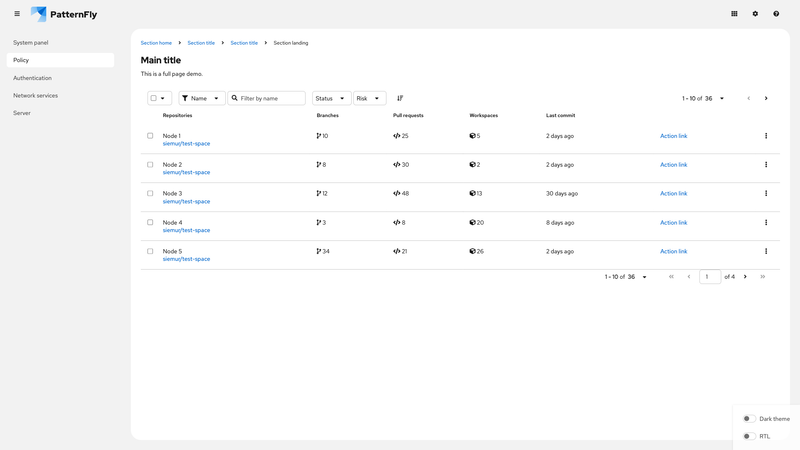 PatternFly
System panel
Policy
Authentication
Network services
Server
Section home Section title Section title Section landing
Main title
This is a full page demo.
Name Filter by name Status Risk 1 - 10 of 36
Repositories Branches Pull requests Workspaces Last commit
Node 1 10 25 5 2 days ago Action link
siemur/test-space
Node 2 8 30 2 2 days ago Action link
siemur/test-space
Node 3 12 48 13 30 days ago Action link
siemur/test-space
Node 4 3 8 20 8 days ago Action link
siemur/test-space
Node 5 34 21 26 2 days ago Action link
siemur/test-space
1 - 10 of 36 1 of 4
Dark theme
RTL